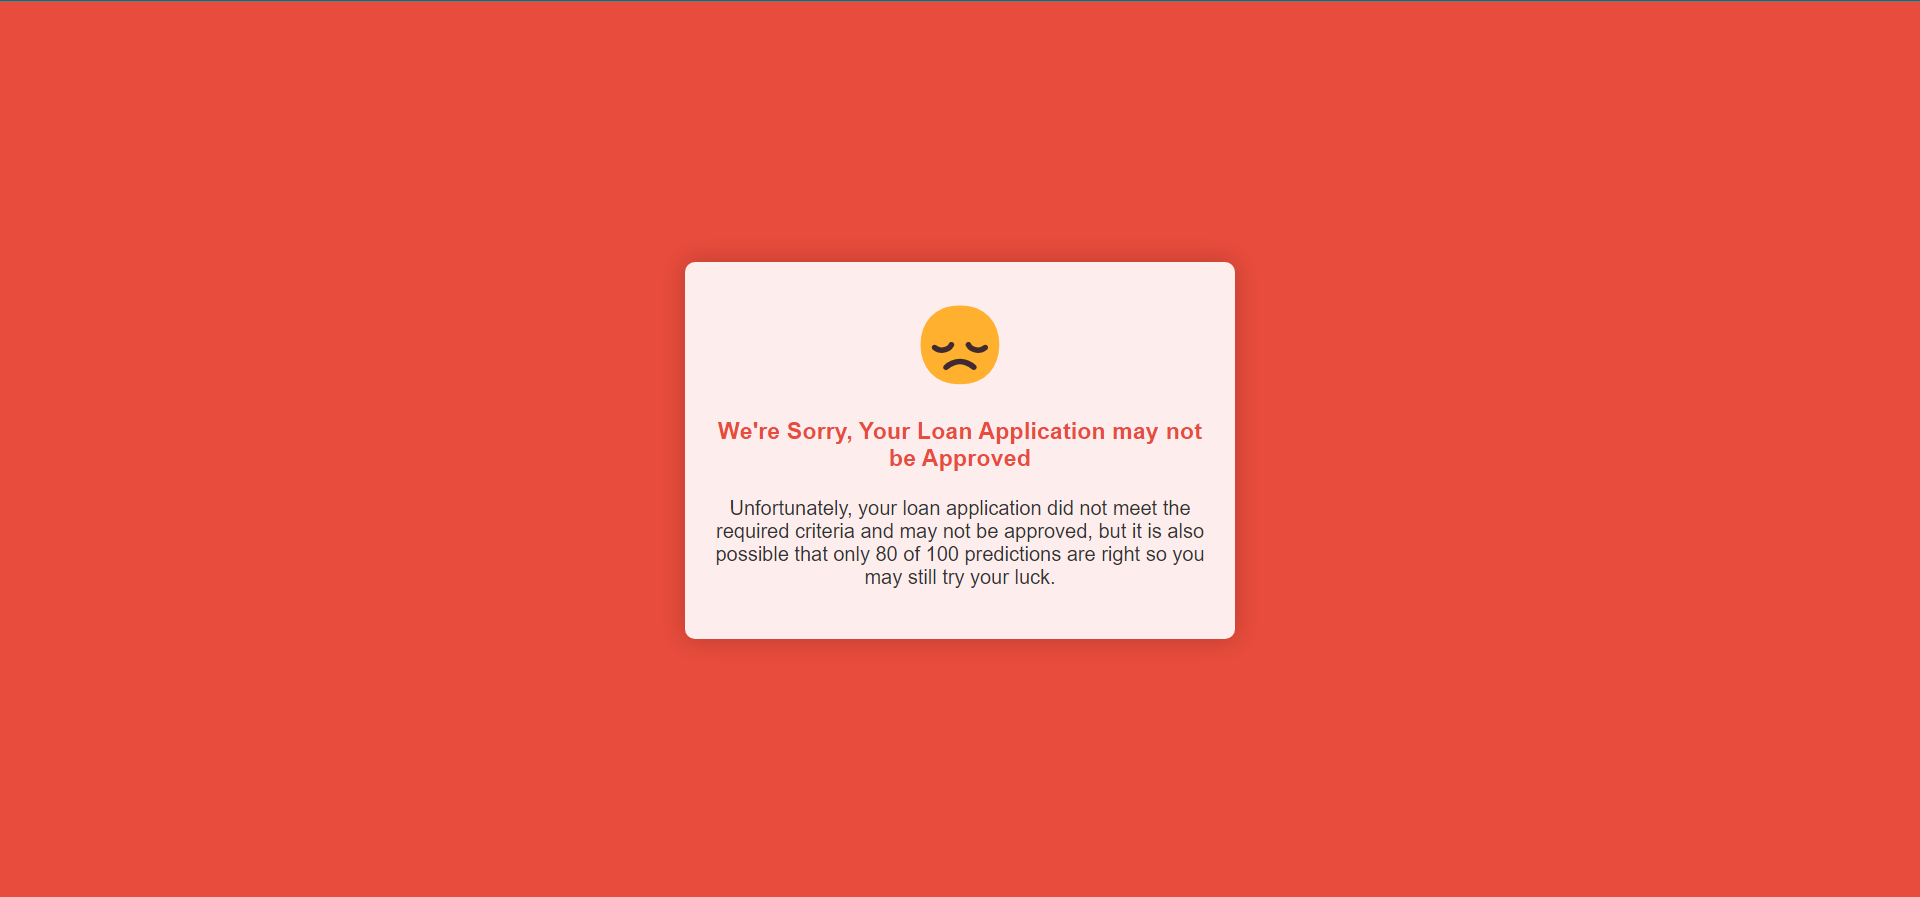 We're Sorry, Your Loan Application may not
be Approved
Unfortunately, your loan application did not meet the
required criteria and may not be approved, but it is also
possible that only 80 of 100 predictions are right so you
may still try your luck.